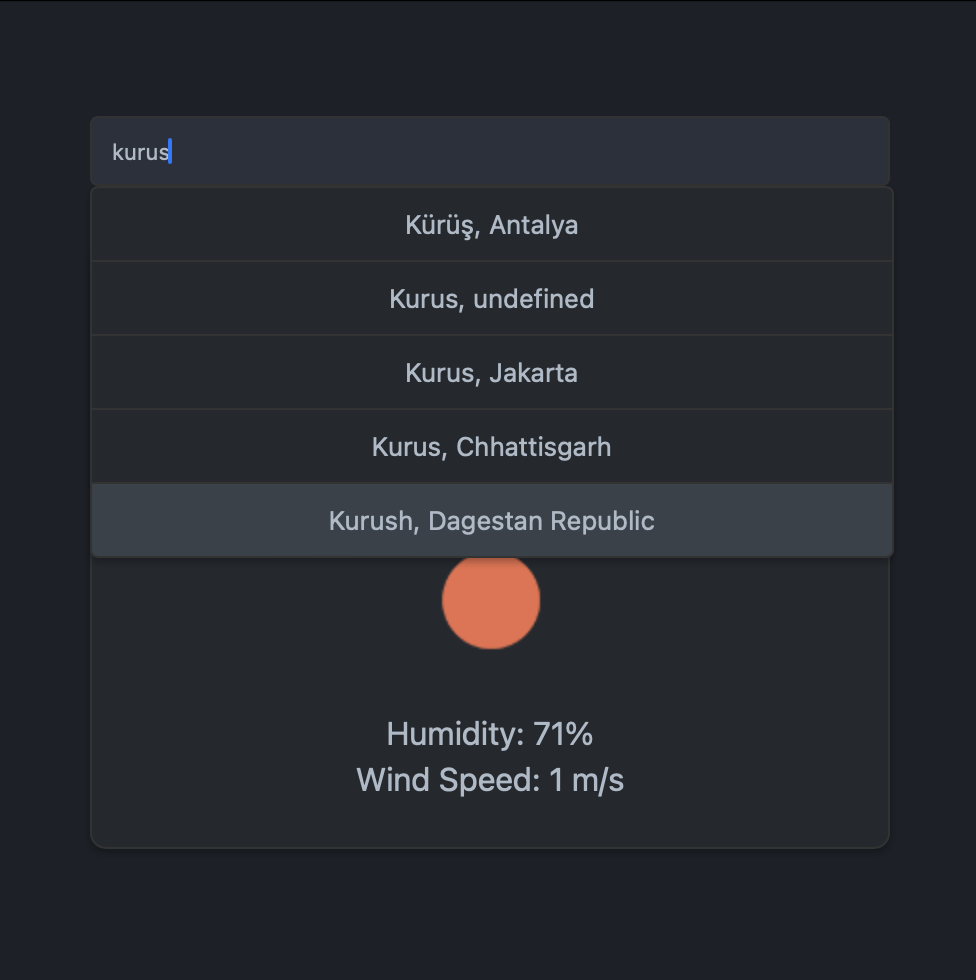 kurus
Kürüş, Antalya
Kurus, undefined
Kurus, Jakarta
Kurus, Chhattisgarh
Kurush, Dagestan Republic
Humidity: 71%
Wind Speed: 1 m/s